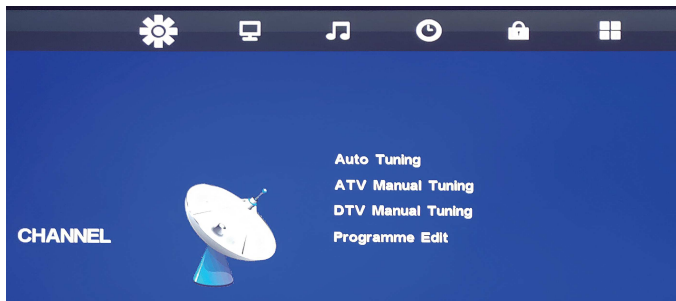 Auto Tuning
ATV Manual Tuning
DTV Manual Tuning
CHANNEL
Programme Edit